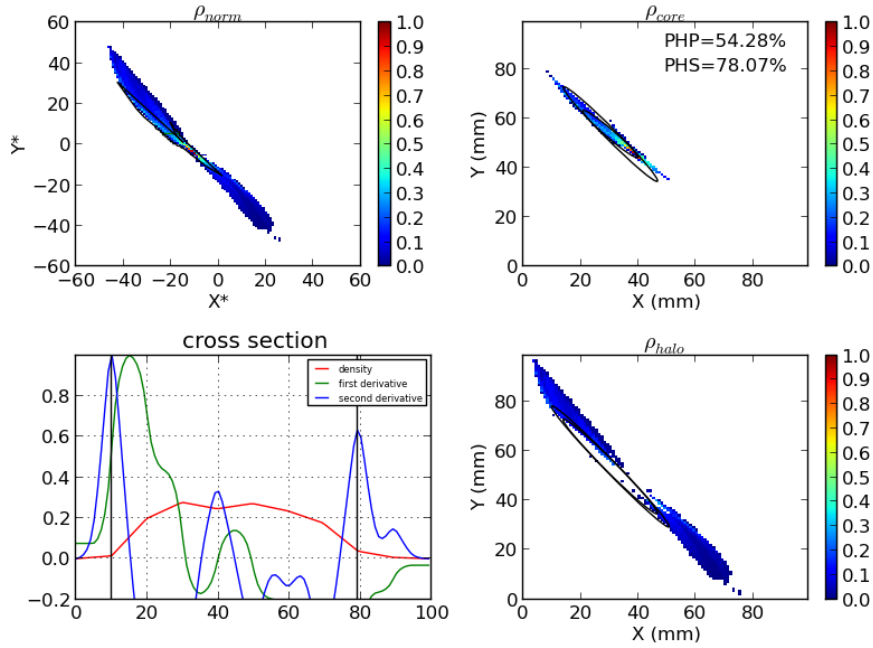 ρnorm
60
40
20
0
−20
−40
−60
Y*
−60 −40 −20 0 20 40 60
X*
1.0
0.9
0.8
0.7
0.6
0.5
0.4
0.3
0.2
0.1
0.0
ρcore
PHP=54.28%
PHS=78.07%
80
60
40
20
0
Y (mm)
0 20 40 60 80
X (mm)
1.0
0.9
0.8
0.7
0.6
0.5
0.4
0.3
0.2
0.1
0.0
cross section
density
first derivative
second derivative
0.8
0.6
0.4
0.2
0.0
−0.2
0 20 40 60 80 100
ρhalo
80
60
40
20
0
Y (mm)
0 20 40 60 80
X (mm)
1.0
0.9
0.8
0.7
0.6
0.5
0.4
0.3
0.2
0.1
0.0